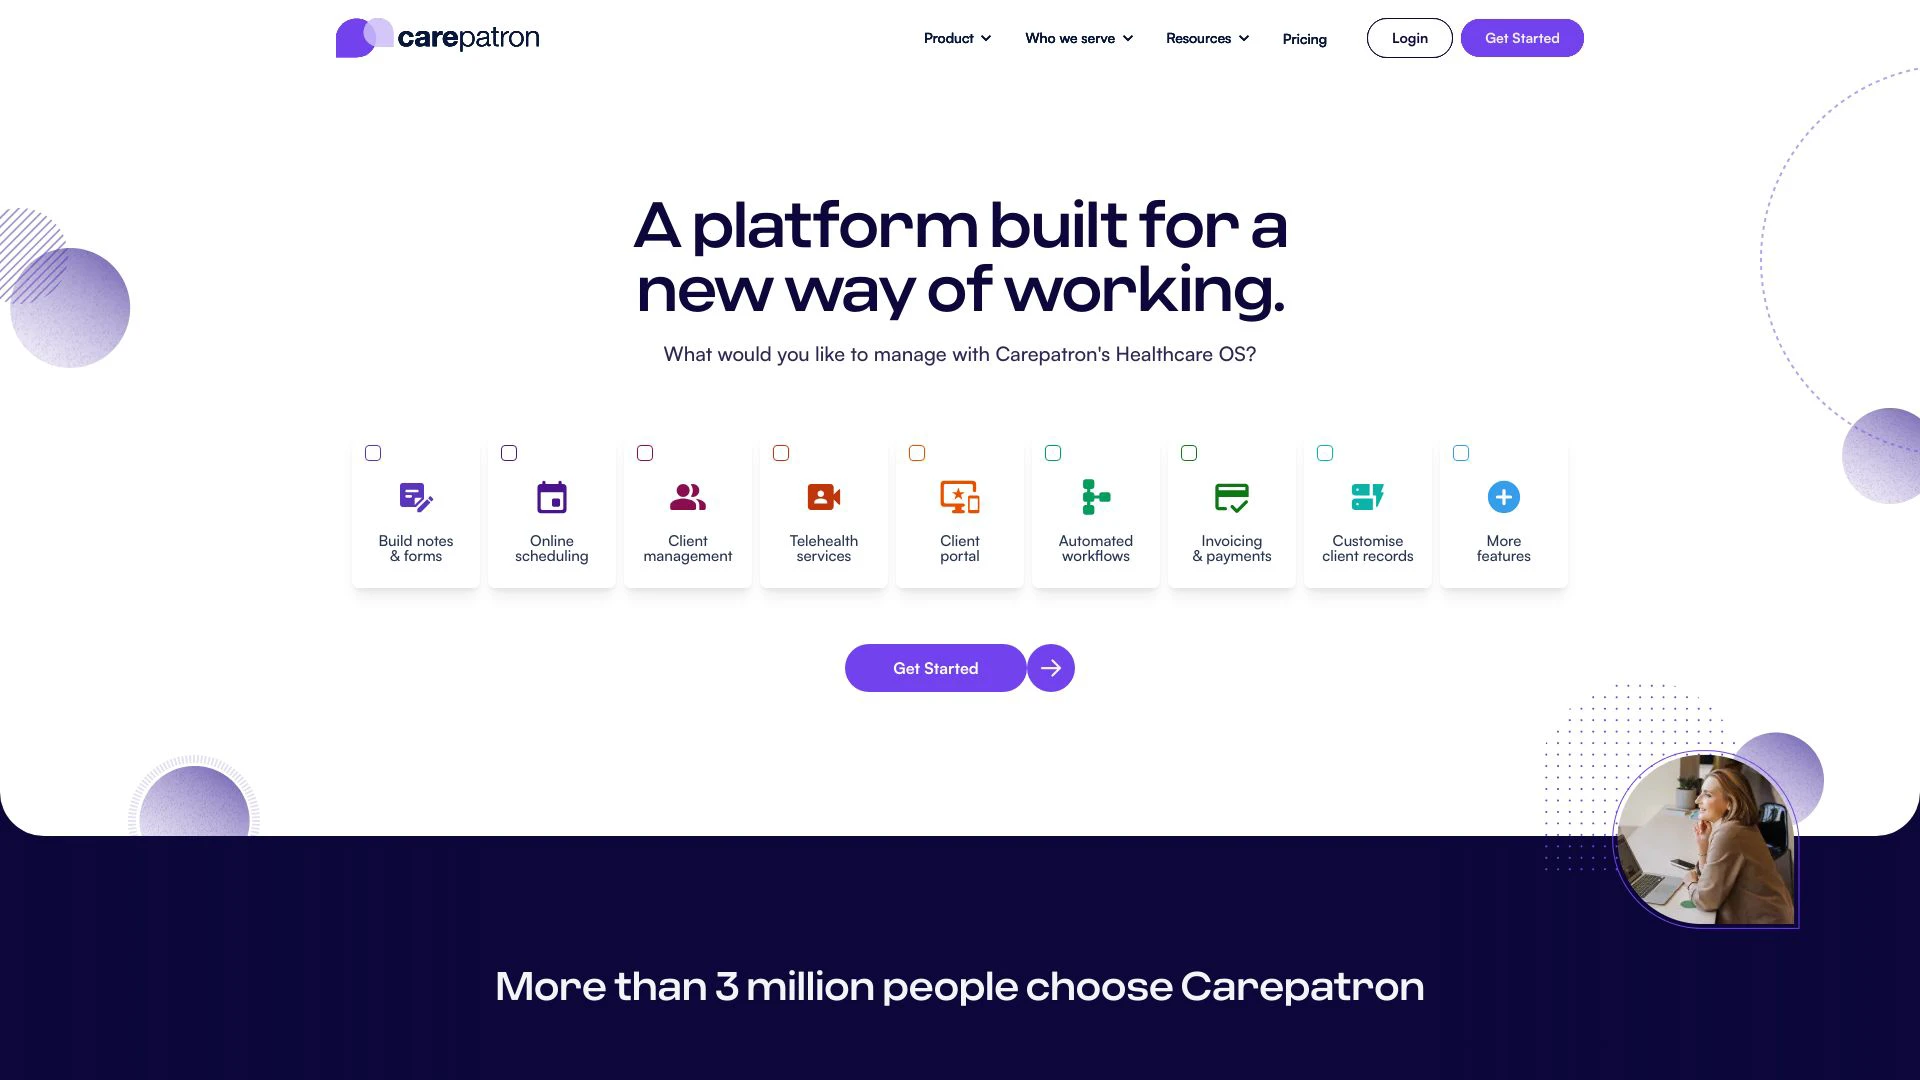 carepatron
Product
Who we serve
Resources
Pricing
Login
Get Started
A platform built for a
new way of working.
What would you like to manage with Carepatron's Healthcare OS?
Build notes
& forms
Online
scheduling
Client
management
Telehealth
services
Client
portal
Automated
workflows
Invoicing
& payments
Customise
client records
More
features
Get Started
More than 3 million people choose Carepatron